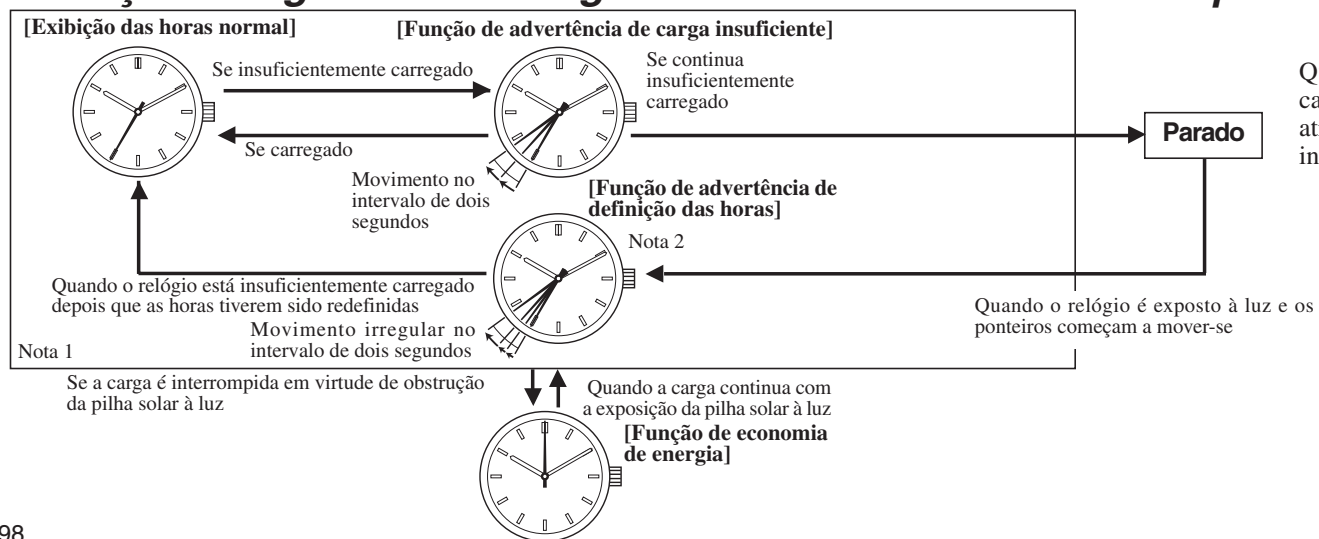 [Exibição das horas normal]
[Função de advertência de carga insuficiente]
Se insuficientemente carregado
Se continua
insuficientemente
carregado
Se carregado
Parado
Movimento no
intervalo de dois
segundos
[Função de advertência de
definição das horas]
Nota 2
Quando o relógio está insuficientemente carregado
depois que as horas tiverem sido redefinidas
Movimento irregular no
intervalo de dois segundos
Nota 1
Quando o relógio é exposto à luz e os
ponteiros começam a mover-se
Se a carga é interrompida em virtude de obstrução
da pilha solar à luz
Quando a carga continua com
a exposição da pilha solar à luz
[Função de economia
de energia]
98